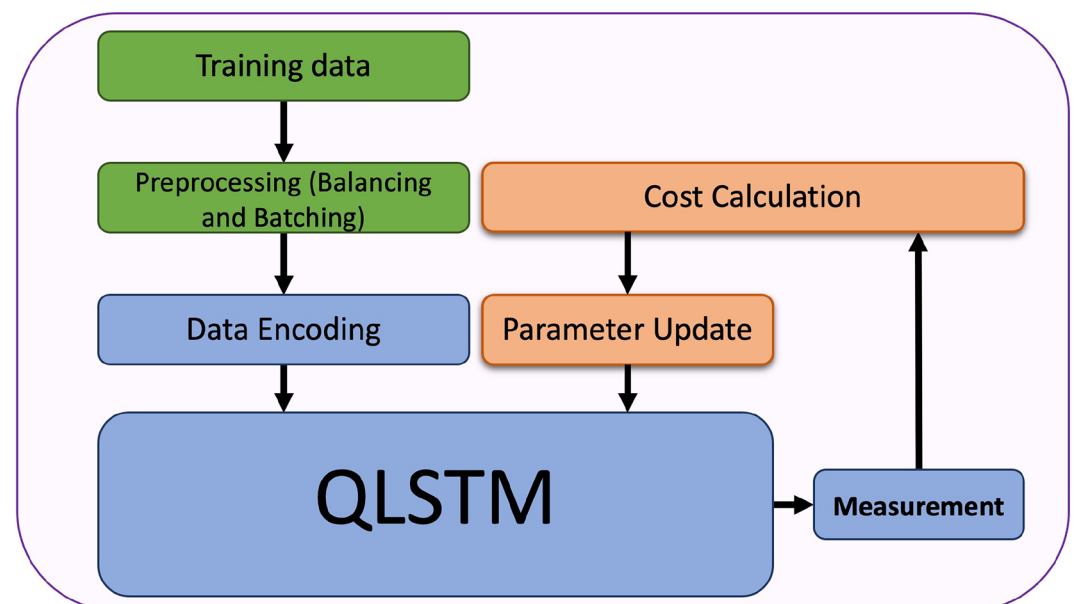 Training data
Preprocessing (Balancing
and Batching)
Cost Calculation
Data Encoding
Parameter Update
QLSTM
Measurement